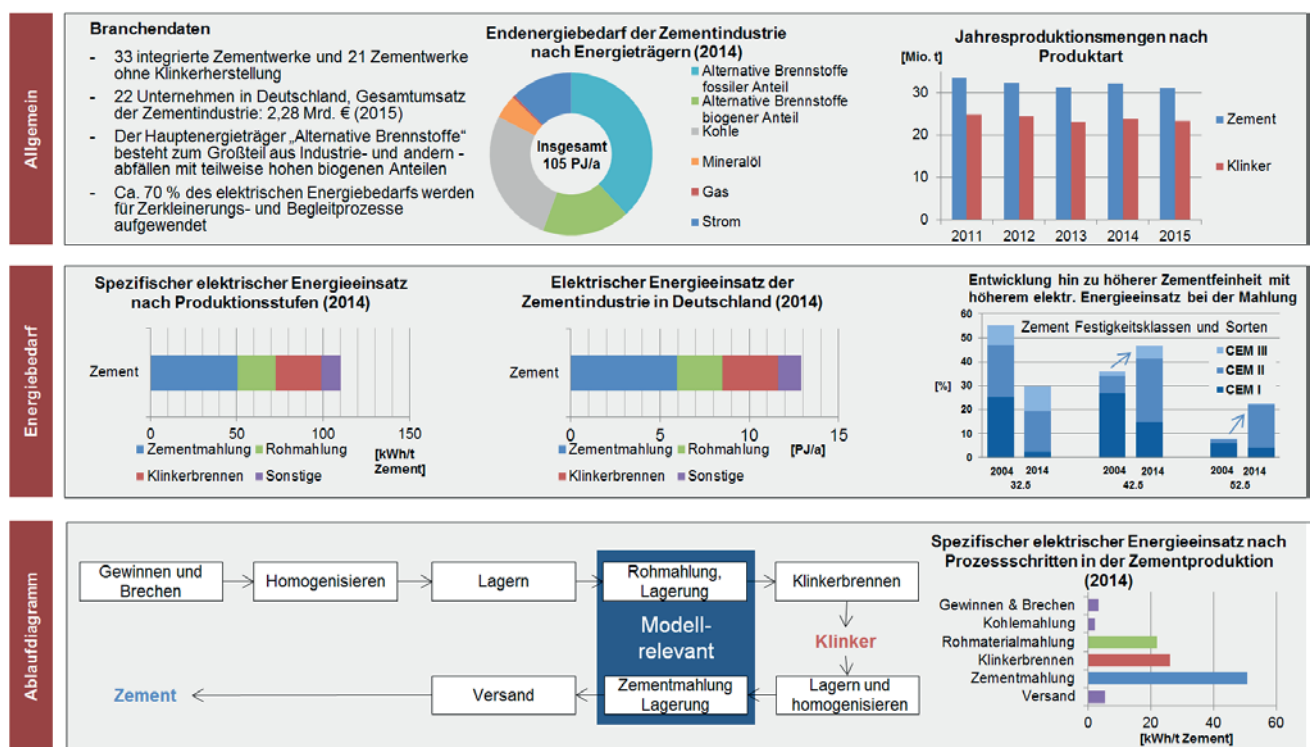 Allgemein
Branchendaten
- 33 integrierte Zementwerke und 21 Zementwerke
ohne Klinkerherstellung
- 22 Unternehmen in Deutschland, Gesamtumsatz
der Zementindustrie: 2,28 Mrd. € (2015)
- Der Hauptenergieträger „Alternative Brennstoffe“
besteht zum Großteil aus Industrie- und andern -
abfällen mit teilweise hohen biogenen Anteilen
- Ca. 70 % des elektrischen Energiebedarfs werden
für Zerkleinerungs- und Begleitprozesse
aufgewendet
Endenergiebedarf der Zementindustrie
nach Energieträgern (2014)
Insgesamt
105 PJ/a
Alternative Brennstoffe
fossiler Anteil
Alternative Brennstoffe
biogener Anteil
Kohle
Mineralöl
Gas
Strom
Jahresproduktionsmengen nach
Produktart
[Mio. t]
30
20
10
0
2011 2012 2013 2014 2015
Zement
Klinker
Energiebedarf
Spezifischer elektrischer Energieeinsatz
nach Produktionsstufen (2014)
Zement
0 50 100 150
[kWh/t
Zement]
Zementmahlung Rohmahlung
Klinkerbrennen Sonstige
Elektrischer Energieeinsatz der
Zementindustrie in Deutschland (2014)
Zement
0 5 10 15
[PJ/a]
Zementmahlung Rohmahlung
Klinkerbrennen Sonstige
Entwicklung hin zu höherer Zementfeinheit mit
höherem elektr. Energieeinsatz bei der Mahlung
Zement Festigkeitsklassen und Sorten
[%]
60
50
40
30
20
10
0
CEM III
CEM II
CEM I
2004 2014 2004 2014 2004 2014
32.5 42.5 52.5
Ablaufdiagramm
Gewinnen und
Brechen
Homogenisieren
Lagern
Rohmahlung,
Lagerung
Klinkerbrennen
Modell-
relevant
Klinker
Zement
Versand
Zementmahlung
Lagerung
Lagern und
homogenisieren
Spezifischer elektrischer Energieeinsatz nach
Prozessschritten in der Zementproduktion
(2014)
Gewinnen & Brechen
Kohlemahlung
Rohmaterialmahlung
Klinkerbrennen
Zementmahlung
Versand
0 20 40 60
[kWh/t Zement]